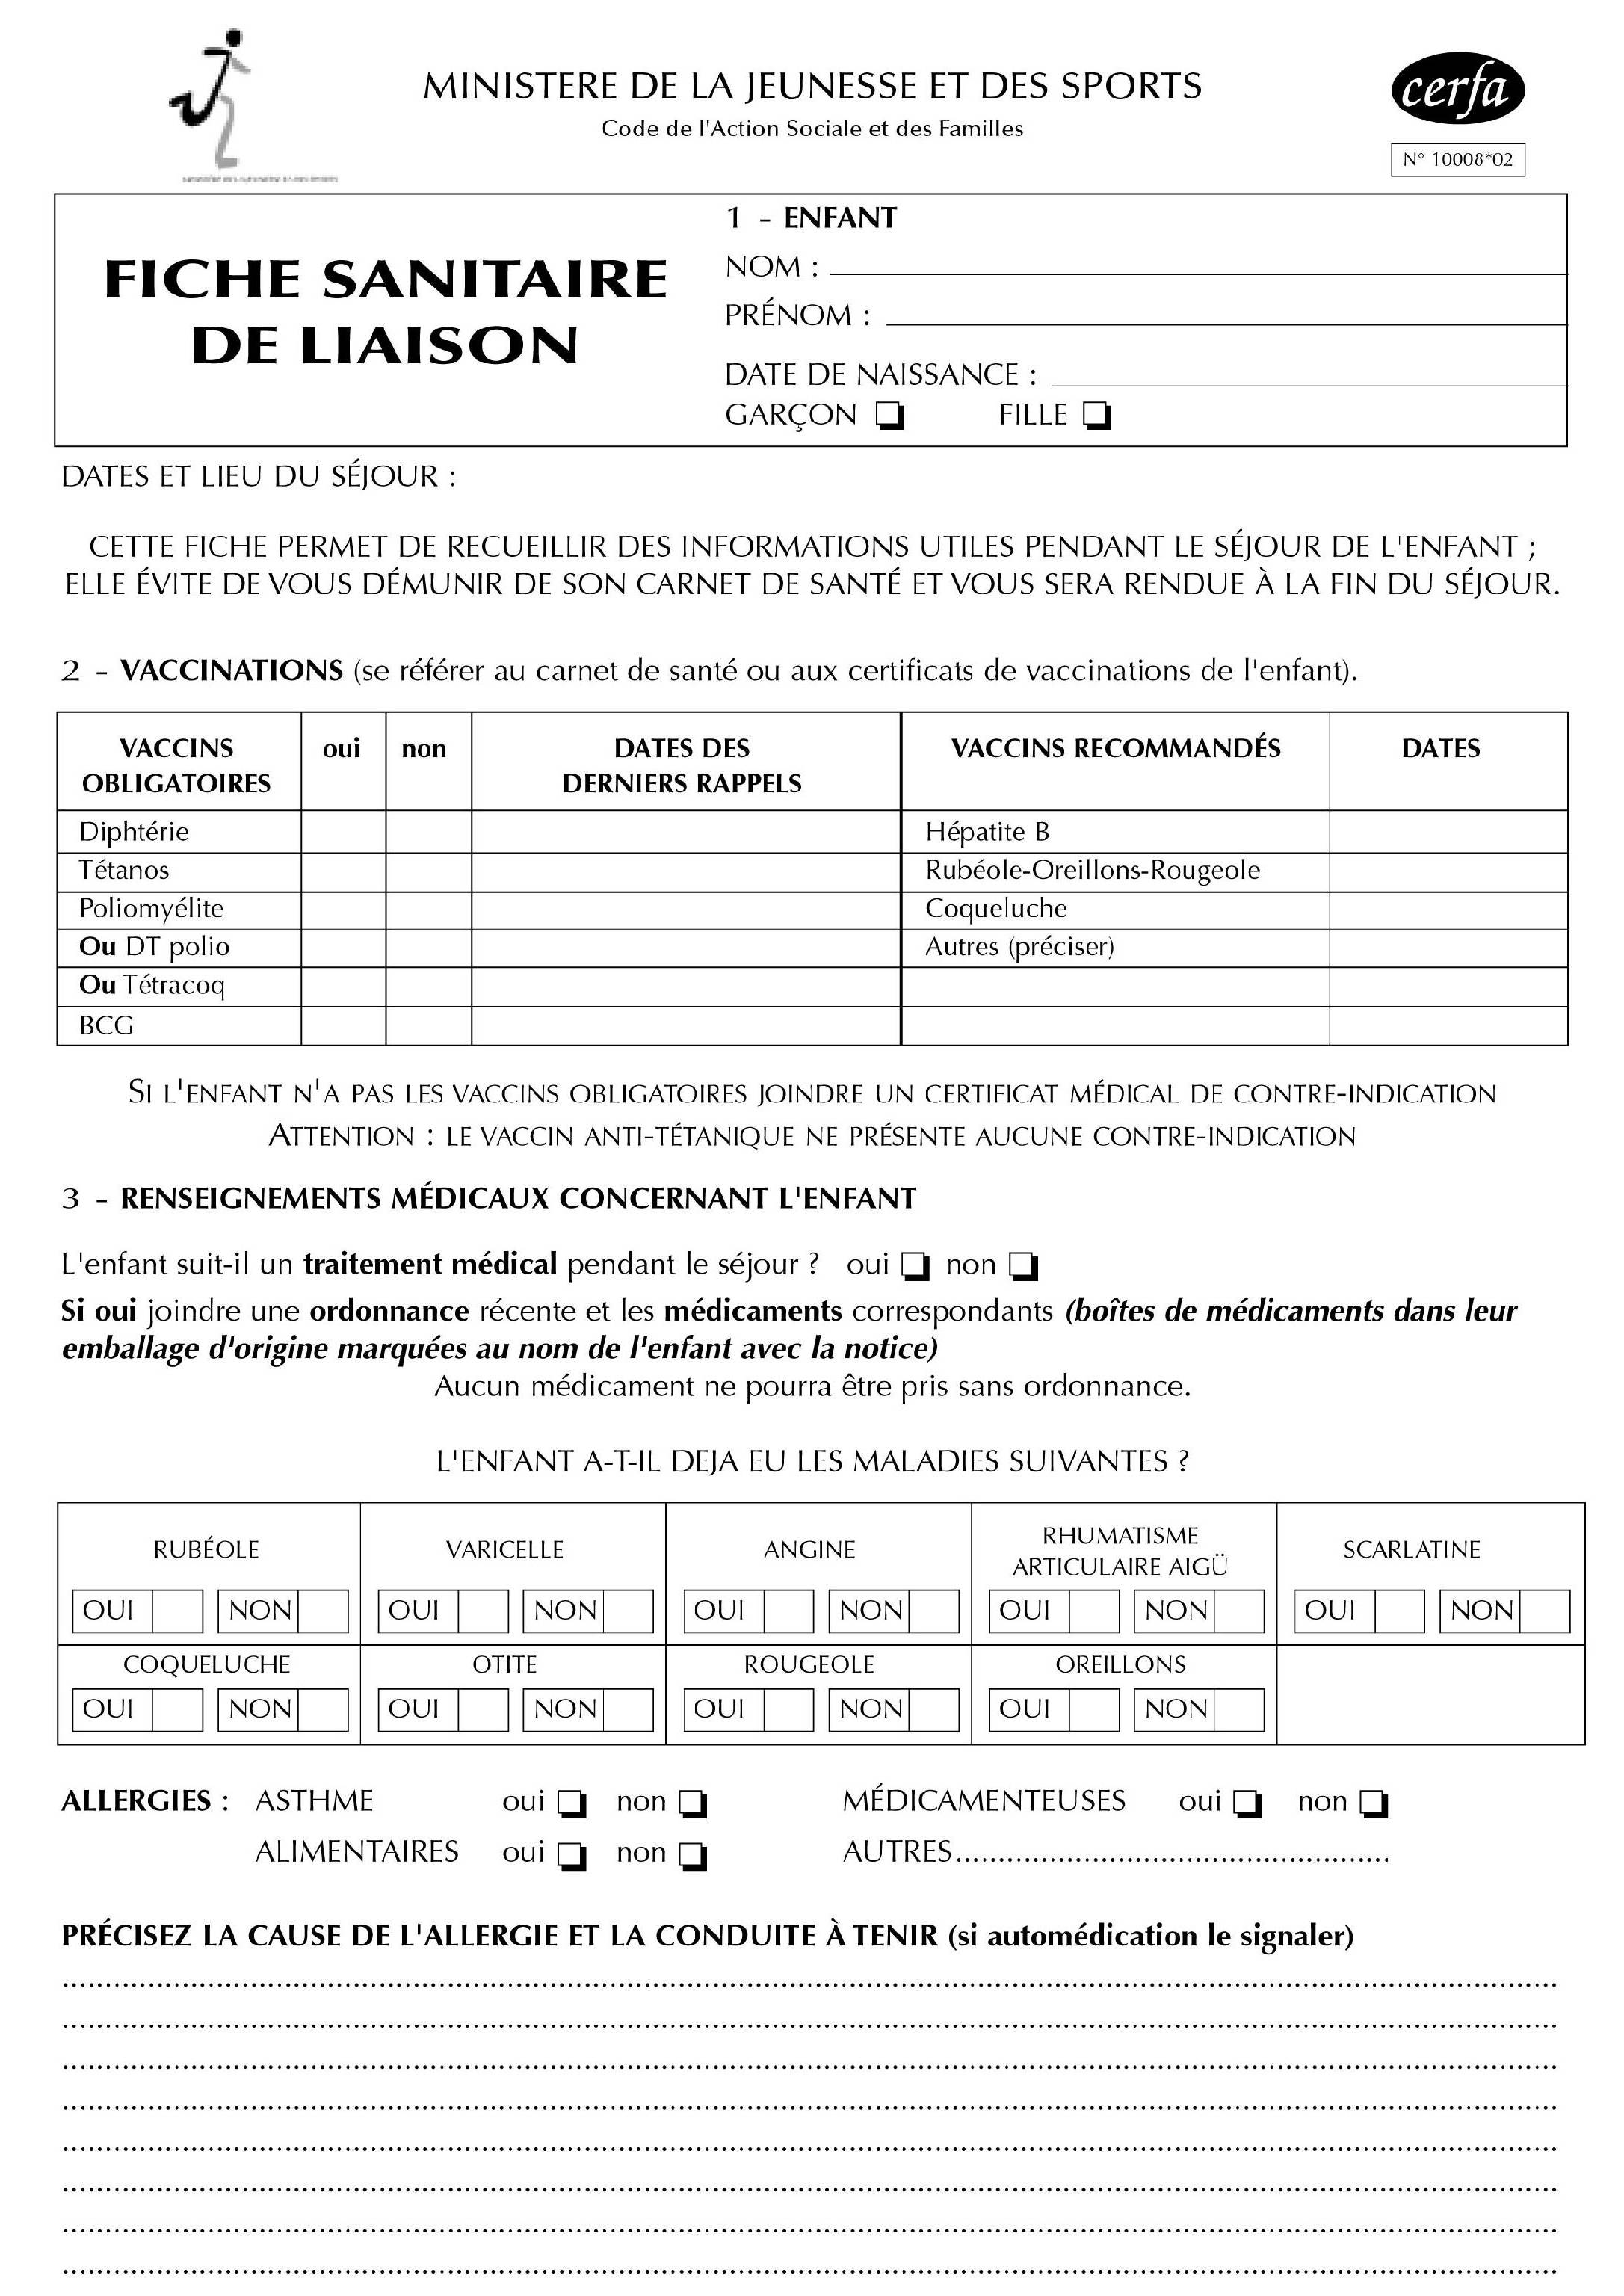 MINISTERE DE LA JEUNESSE ET DES SPORTS
Code de l'Action Sociale et des Familles
cerfa
N° 10008*02
FICHE SANITAIRE
DE LIAISON
1 - ENFANT
NOM :
PRÉNOM :
DATE DE NAISSANCE :
GARÇON FILLE
DATES ET LIEU DU SÉJOUR :
CETTE FICHE PERMET DE RECUEILLIR DES INFORMATIONS UTILES PENDANT LE SÉJOUR DE L'ENFANT ;
ELLE ÉVITE DE VOUS DÉMUNIR DE SON CARNET DE SANTÉ ET VOUS SERA RENDUE À LA FIN DU SÉJOUR.
2 - VACCINATIONS (se référer au carnet de santé ou aux certificats de vaccinations de l'enfant).
VACCINS OBLIGATOIRES oui non DATES DES DERNIERS RAPPELS VACCINS RECOMMANDÉS DATES
Diphtérie Hépatite B
Tétanos Rubéole-Oreillons-Rougeole
Poliomyélite Coqueluche
Ou DT polio Autres (préciser)
Ou Tétracoq
BCG
SI L'ENFANT N'A PAS LES VACCINS OBLIGATOIRES JOINDRE UN CERTIFICAT MÉDICAL DE CONTRE-INDICATION
ATTENTION : LE VACCIN ANTI-TÉTANIQUE NE PRÉSENTE AUCUNE CONTRE-INDICATION
3 - RENSEIGNEMENTS MÉDICAUX CONCERNANT L'ENFANT
L'enfant suit-il un traitement médical pendant le séjour ? oui non
Si oui joindre une ordonnance récente et les médicaments correspondants (boîtes de médicaments dans leur
emballage d'origine marquées au nom de l'enfant avec la notice)
Aucun médicament ne pourra être pris sans ordonnance.
L'ENFANT A-T-IL DEJA EU LES MALADIES SUIVANTES ?
RUBÉOLE VARICELLE ANGINE RHUMATISME ARTICULAIRE AIGÜ SCARLATINE
OUI NON OUI NON OUI NON OUI NON OUI NON
COQUELUCHE OTITE ROUGEOLE OREILLONS
OUI NON OUI NON OUI NON OUI NON
ALLERGIES : ASTHME oui non MÉDICAMENTEUSES oui non
ALIMENTAIRES oui non AUTRES..................................................
PRÉCISEZ LA CAUSE DE L'ALLERGIE ET LA CONDUITE À TENIR (si automédication le signaler)